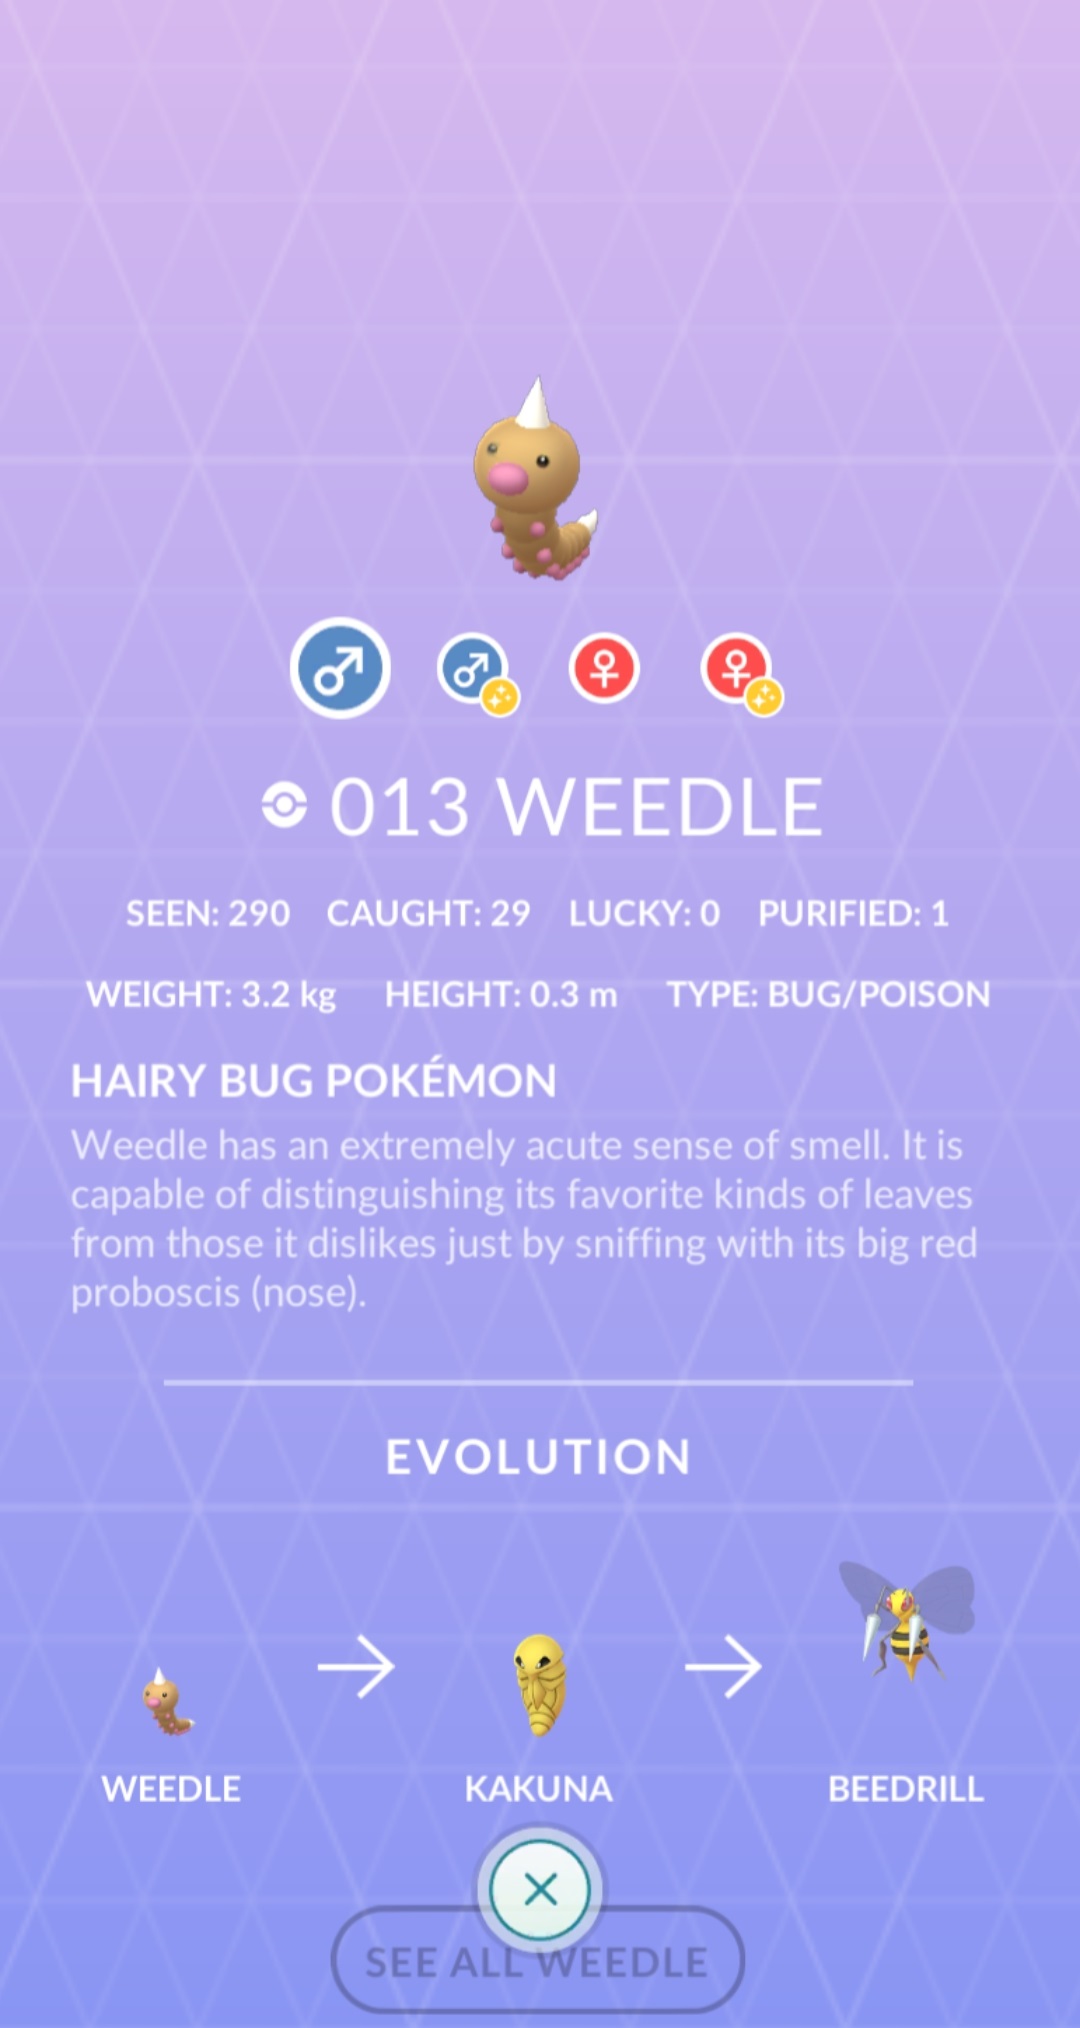 013 WEEDLE
SEEN: 290 CAUGHT: 29 LUCKY: 0 PURIFIED: 1
WEIGHT: 3.2 kg HEIGHT: 0.3 m TYPE: BUG/POISON
HAIRY BUG POKÉMON
Weedle has an extremely acute sense of smell. It is
capable of distinguishing its favorite kinds of leaves
from those it dislikes just by sniffing with its big red
proboscis (nose).
EVOLUTION
WEEDLE KAKUNA BEEDRILL
SEE ALL WEEDLE